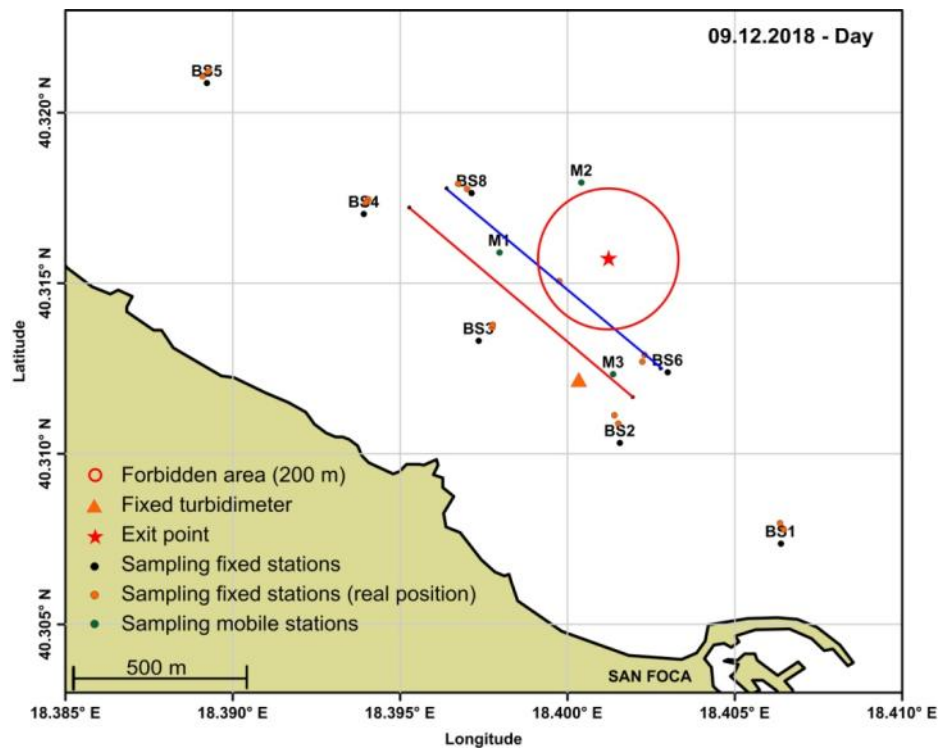 09.12.2018 - Day
BS5
40.320° N
M2
BS8
BS4
M1
40.315° N
Latitude
BS3
BS6
M3
BS2
40.310° N
Forbidden area (200 m)
Fixed turbidimeter
Exit point
BS1
Sampling fixed stations
Sampling fixed stations (real position)
Sampling mobile stations
40.305° N
500 m
SAN FOCA
18.385° E
18.390° E
18.395° E
18.400° E
18.405° E
18.410° E
Longitude